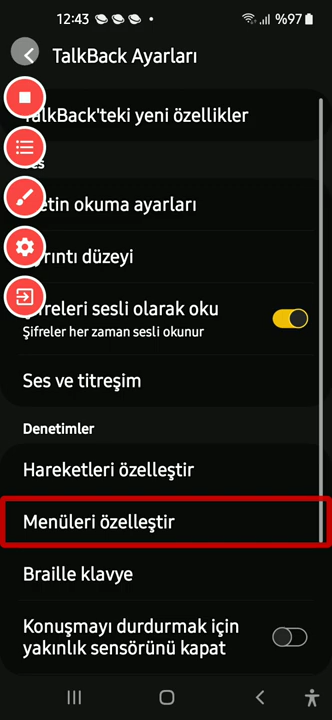 12:43
%97
TalkBack Ayarları
TalkBack'teki yeni özellikler
Metin okuma ayarları
Ayrıntı düzeyi
Şifreleri sesli olarak oku
Şifreler her zaman sesli okunur
Ses ve titreşim
Denetimler
Hareketleri özelleştir
Menüleri özelleştir
Braille klavye
Konuşmayı durdurmak için
yakınlık sensörünü kapat